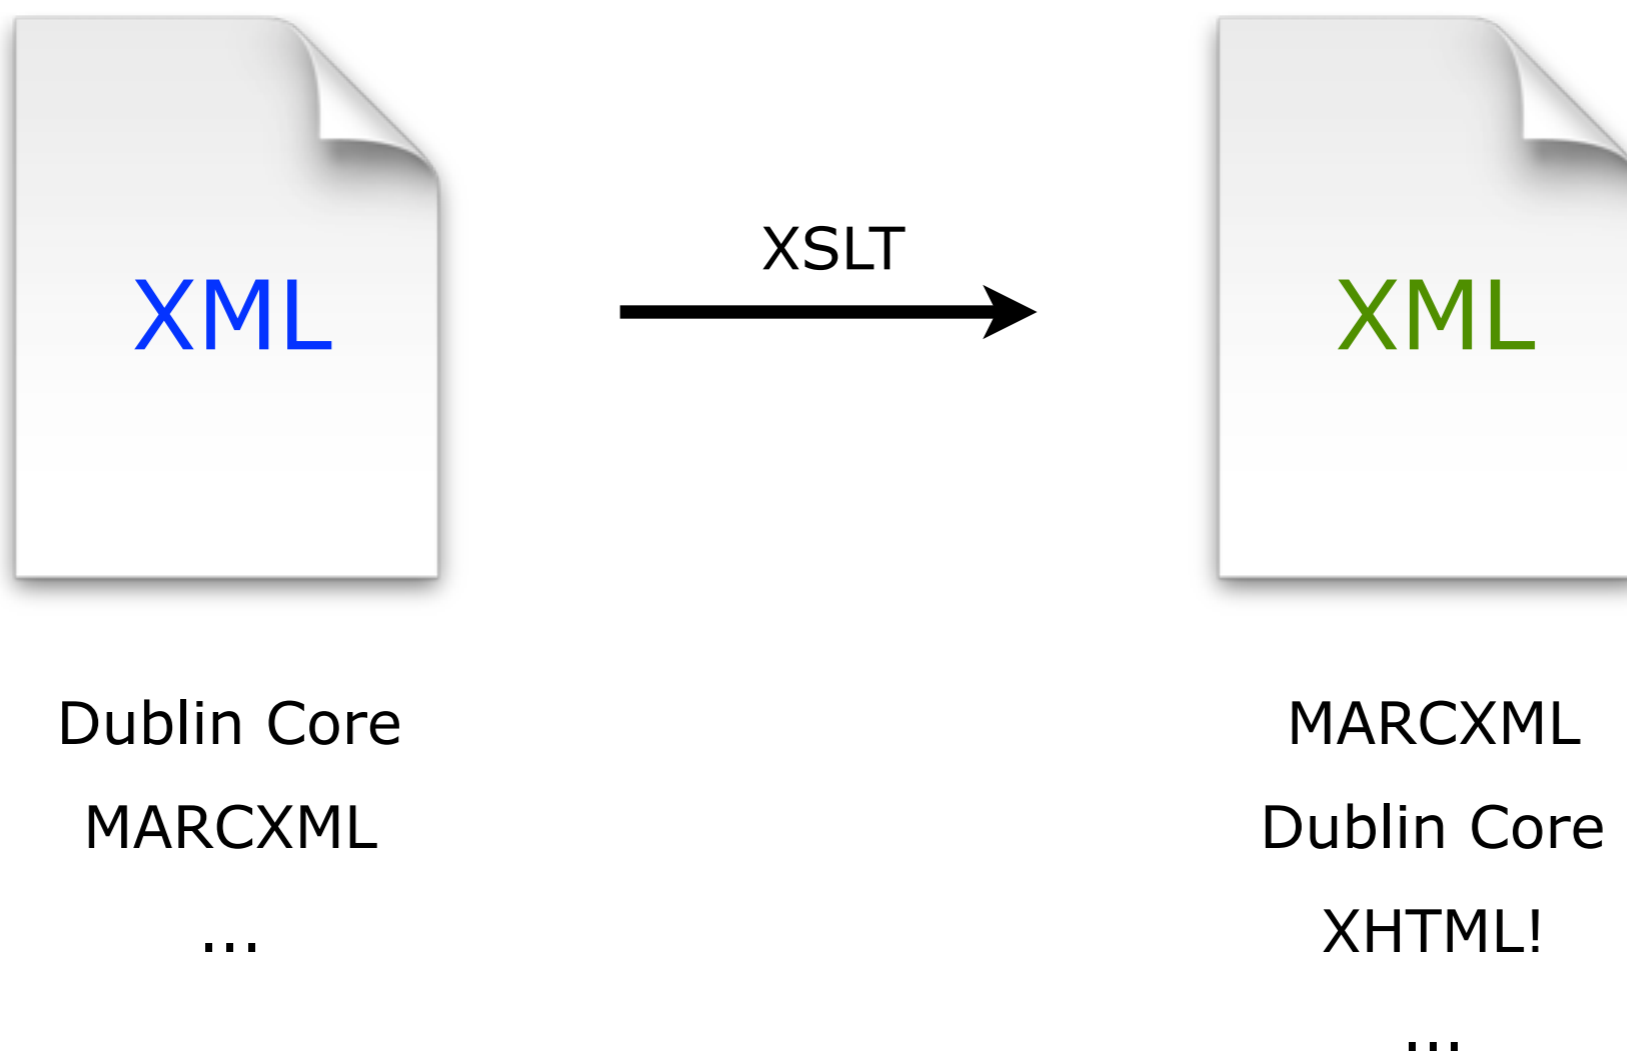 XML
XSLT
XML
Dublin Core
MARCXML
...
MARCXML
Dublin Core
XHTML!
...